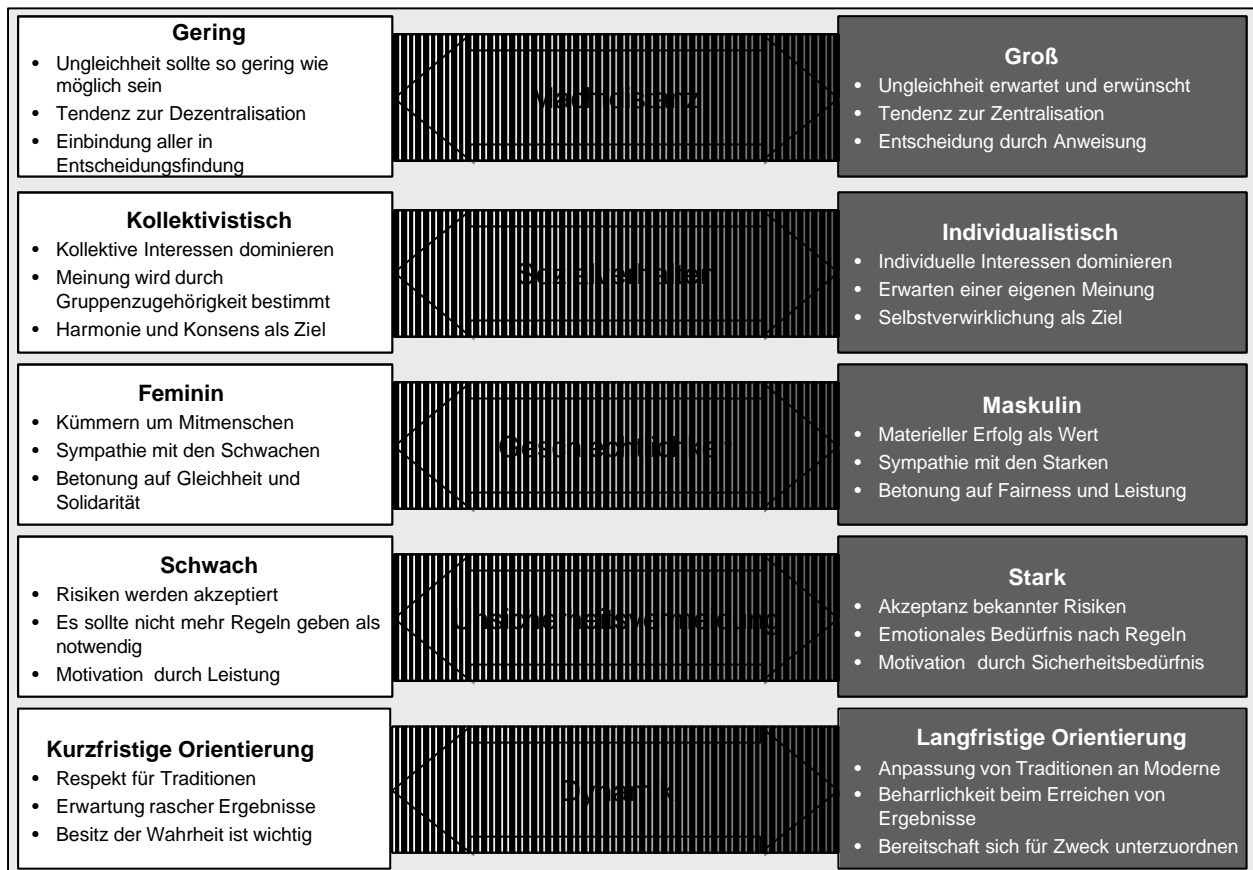 Gering
• Ungleichheit sollte so gering wie
möglich sein
• Tendenz zur Dezentralisation
• Einbindung aller in
Entscheidungsfindung
Machtdistanz
Groß
• Ungleichheit erwartet und erwünscht
• Tendenz zur Zentralisation
• Entscheidung durch Anweisung
Kollektivistisch
• Kollektive Interessen dominieren
• Meinung wird durch
Gruppenzugehörigkeit bestimmt
• Harmonie und Konsens als Ziel
Sozialverhalten
Individualistisch
• Individuelle Interessen dominieren
• Erwarten einer eigenen Meinung
• Selbstverwirklichung als Ziel
Feminin
• Kümmern um Mitmenschen
• Sympathie mit den Schwachen
• Betonung auf Gleichheit und
Solidarität
Geschlechtlichkeit
Maskulin
• Materieller Erfolg als Wert
• Sympathie mit den Starken
• Betonung auf Fairness und Leistung
Schwach
• Risiken werden akzeptiert
• Es sollte nicht mehr Regeln geben als
notwendig
• Motivation durch Leistung
Unsicherheitsvermeidung
Stark
• Akzeptanz bekannter Risiken
• Emotionales Bedürfnis nach Regeln
• Motivation durch Sicherheitsbedürfnis
Kurzfristige Orientierung
• Respekt für Traditionen
• Erwartung rascher Ergebnisse
• Besitz der Wahrheit ist wichtig
Dynamik
Langfristige Orientierung
• Anpassung von Traditionen an Moderne
• Beharrlichkeit beim Erreichen von
Ergebnisse
• Bereitschaft sich für Zweck unterzuordnen